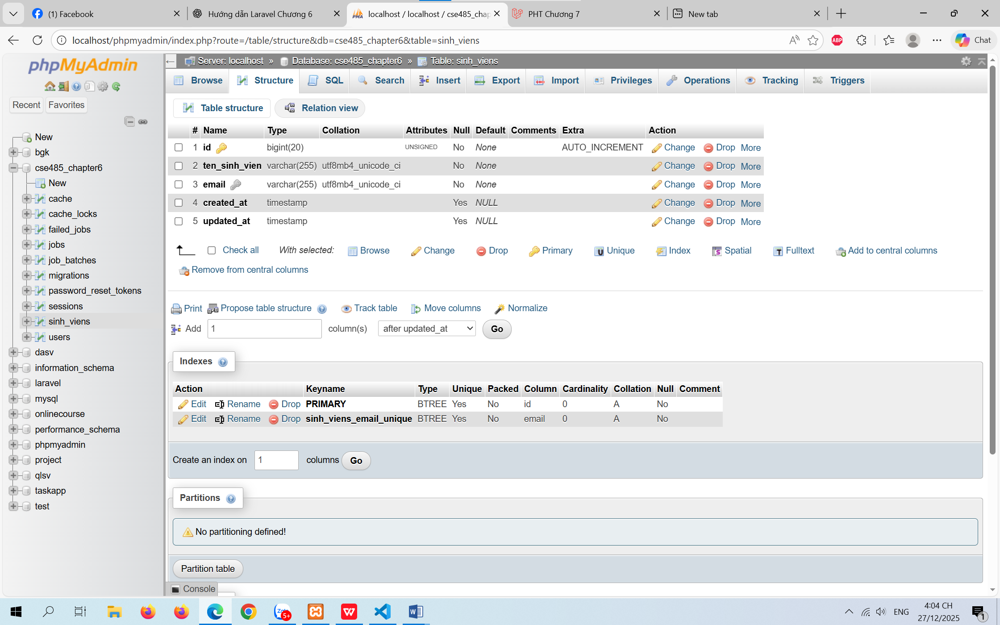 (1) Facebook
Hướng dẫn Laravel Chương 6
localhost / localhost / cse485_chap
PHT Chương 7
New tab
localhost/phpmyadmin/index.php?route=/table/structure&db=cse485_chapter6&table=sinh_viens
ABP
Chat
phpMyAdmin
Recent
Favorites
New
bgk
cse485_chapter6
New
cache
cache_locks
failed_jobs
jobs
job_batches
migrations
password_reset_tokens
sessions
sinh_viens
users
dasv
information_schema
laravel
mysql
onlinecourse
performance_schema
phpmyadmin
project
qlsv
taskapp
test
Server: localhost » Database: cse485_chapter6 » Table: sinh_viens
Browse Structure SQL Search Insert Export Import Privileges Operations Tracking Triggers
Table structure Relation view
# Name Type Collation Attributes Null Default Comments Extra Action
1 id bigint(20) UNSIGNED No None AUTO_INCREMENT Change Drop More
2 ten_sinh_vien varchar(255) utf8mb4_unicode_ci No None Change Drop More
3 email varchar(255) utf8mb4_unicode_ci No None Change Drop More
4 created_at timestamp Yes NULL Change Drop More
5 updated_at timestamp Yes NULL Change Drop More
Check all With selected: Browse Change Drop Primary Unique Index Spatial Fulltext Add to central columns
Remove from central columns
Print Propose table structure Track table Move columns Normalize
Add 1 column(s) after updated_at Go
Indexes
Action Keyname Type Unique Packed Column Cardinality Collation Null Comment
Edit Rename Drop PRIMARY BTREE Yes No id 0 A No
Edit Rename Drop sinh_viens_email_unique BTREE Yes No email 0 A No
Create an index on 1 columns Go
Partitions
No partitioning defined!
Partition table
Console
Zalo
5+
ENG
4:04 CH
27/12/2025
1